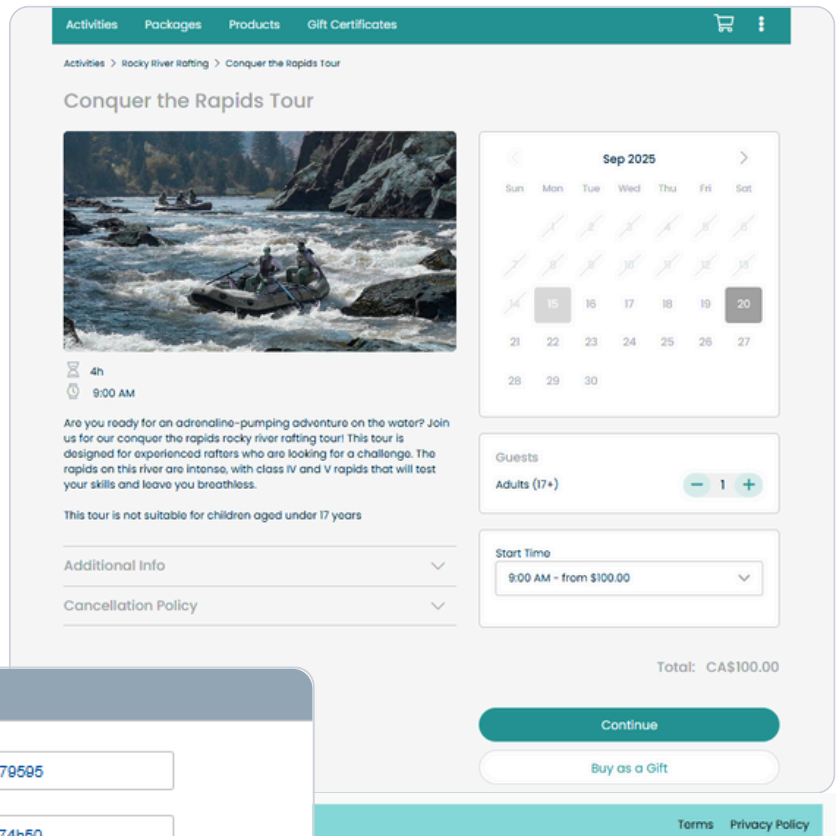 Activities Packages Products Gift Certificates
Activities > Rocky River Rafting > Conquer the Rapids Tour
Conquer the Rapids Tour
Sep 2025
Sun Mon Tue Wed Thu Fri Sat
1 2 3 4 5 6
7 8 9 10 11 12 13
14 15 16 17 18 19 20
21 22 23 24 25 26 27
28 29 30
4h
9:00 AM
Are you ready for an adrenaline-pumping adventure on the water? Join
us for our conquer the rapids rocky river rafting tour! This tour is
designed for experienced rafters who are looking for a challenge. The
rapids on this river are intense, with class IV and V rapids that will test
your skills and leave you breathless.
This tour is not suitable for children aged under 17 years
Additional Info
Cancellation Policy
Guests
Adults (17+) − 1 +
Start Time
9:00 AM - from $100.00
Total: CA$100.00
Continue
Buy as a Gift
79595
Terms Privacy Policy